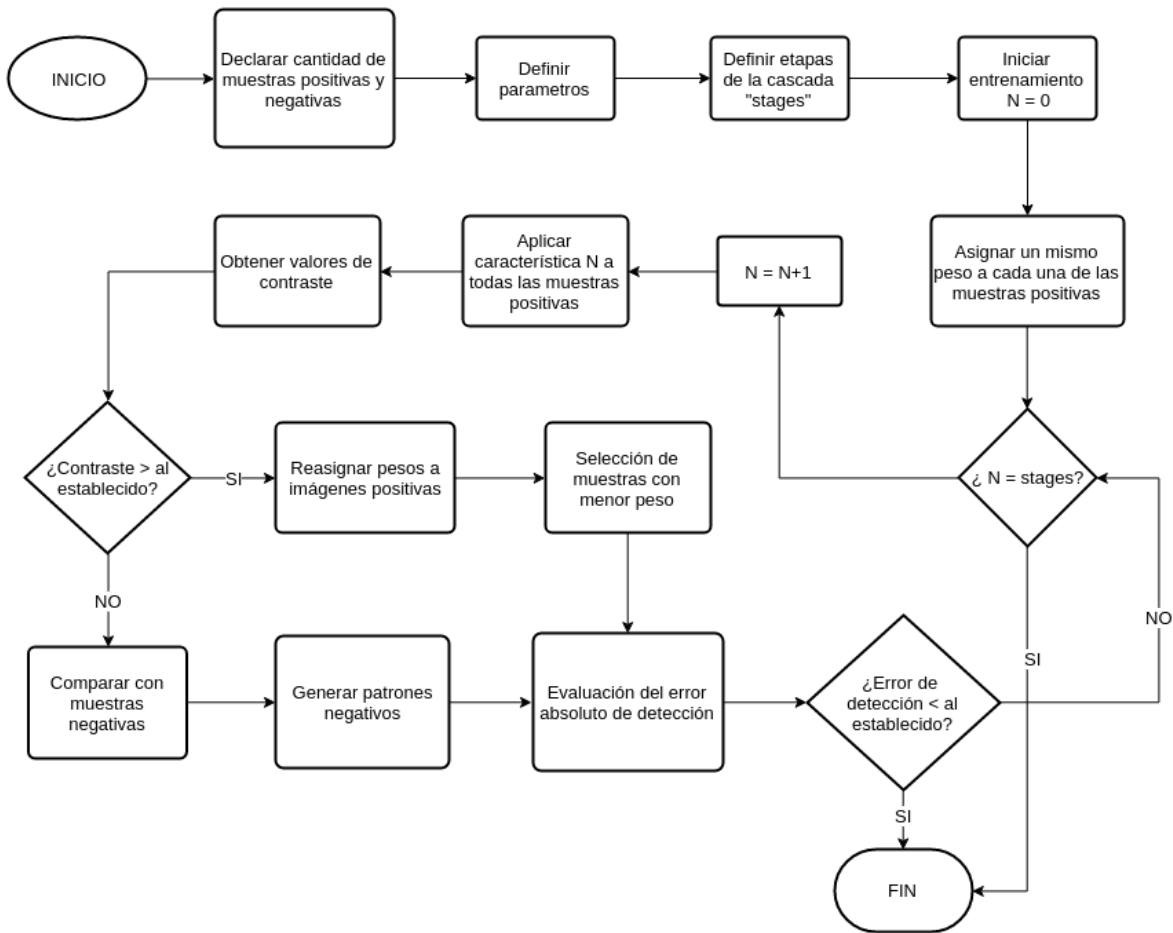 INICIO
Declarar cantidad de
muestras positivas y
negativas
Definir
parametros
Definir etapas
de la cascada
"stages"
Iniciar
entrenamiento
N = 0
Asignar un mismo
peso a cada una de las
muestras positivas
¿ N = stages?
N = N+1
Aplicar
característica N a
todas las muestras
positivas
Obtener valores de
contraste
¿Contraste > al
establecido?
SI
Reasignar pesos a
imágenes positivas
Selección de
muestras con
menor peso
NO
Comparar con
muestras
negativas
Generar patrones
negativos
Evaluación del error
absoluto de detección
¿Error de
detección < al
establecido?
NO
SI
SI
FIN